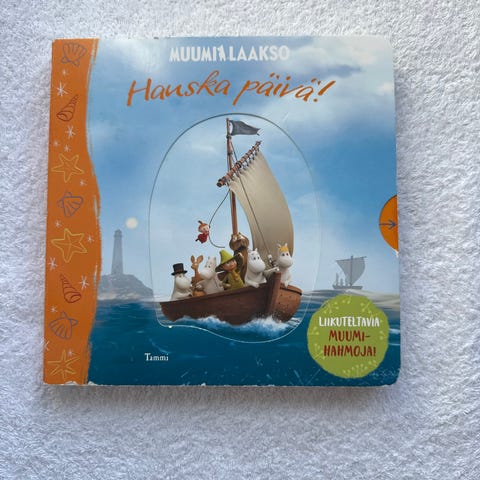 MUUMILAAKSO
Hauska päivä!
LIIKUTELTAVIA
MUUMI-
HAHMOJA!
Tammi